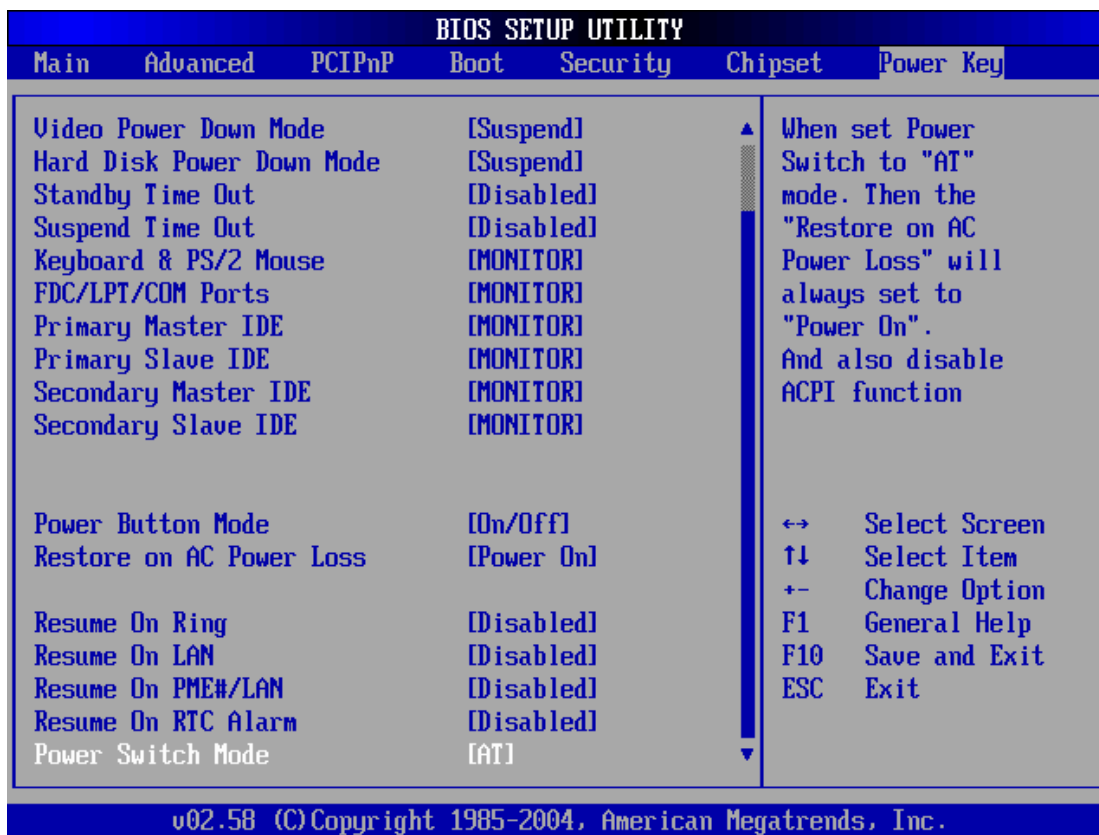 BIOS SETUP UTILITY
Main Advanced PCIPnP Boot Security Chipset Power Key
Video Power Down Mode [Suspend]
Hard Disk Power Down Mode [Suspend]
Standby Time Out [Disabled]
Suspend Time Out [Disabled]
Keyboard & PS/2 Mouse [MONITOR]
FDC/LPT/COM Ports [MONITOR]
Primary Master IDE [MONITOR]
Primary Slave IDE [MONITOR]
Secondary Master IDE [MONITOR]
Secondary Slave IDE [MONITOR]
Power Button Mode [On/Off]
Restore on AC Power Loss [Power On]
Resume On Ring [Disabled]
Resume On LAN [Disabled]
Resume On PME#/LAN [Disabled]
Resume On RTC Alarm [Disabled]
Power Switch Mode [AT]
When set Power
Switch to "AT"
mode. Then the
"Restore on AC
Power Loss" will
always set to
"Power On".
And also disable
ACPI function
↔ Select Screen
↑↓ Select Item
+- Change Option
F1 General Help
F10 Save and Exit
ESC Exit
v02.58 (C)Copyright 1985-2004, American Megatrends, Inc.